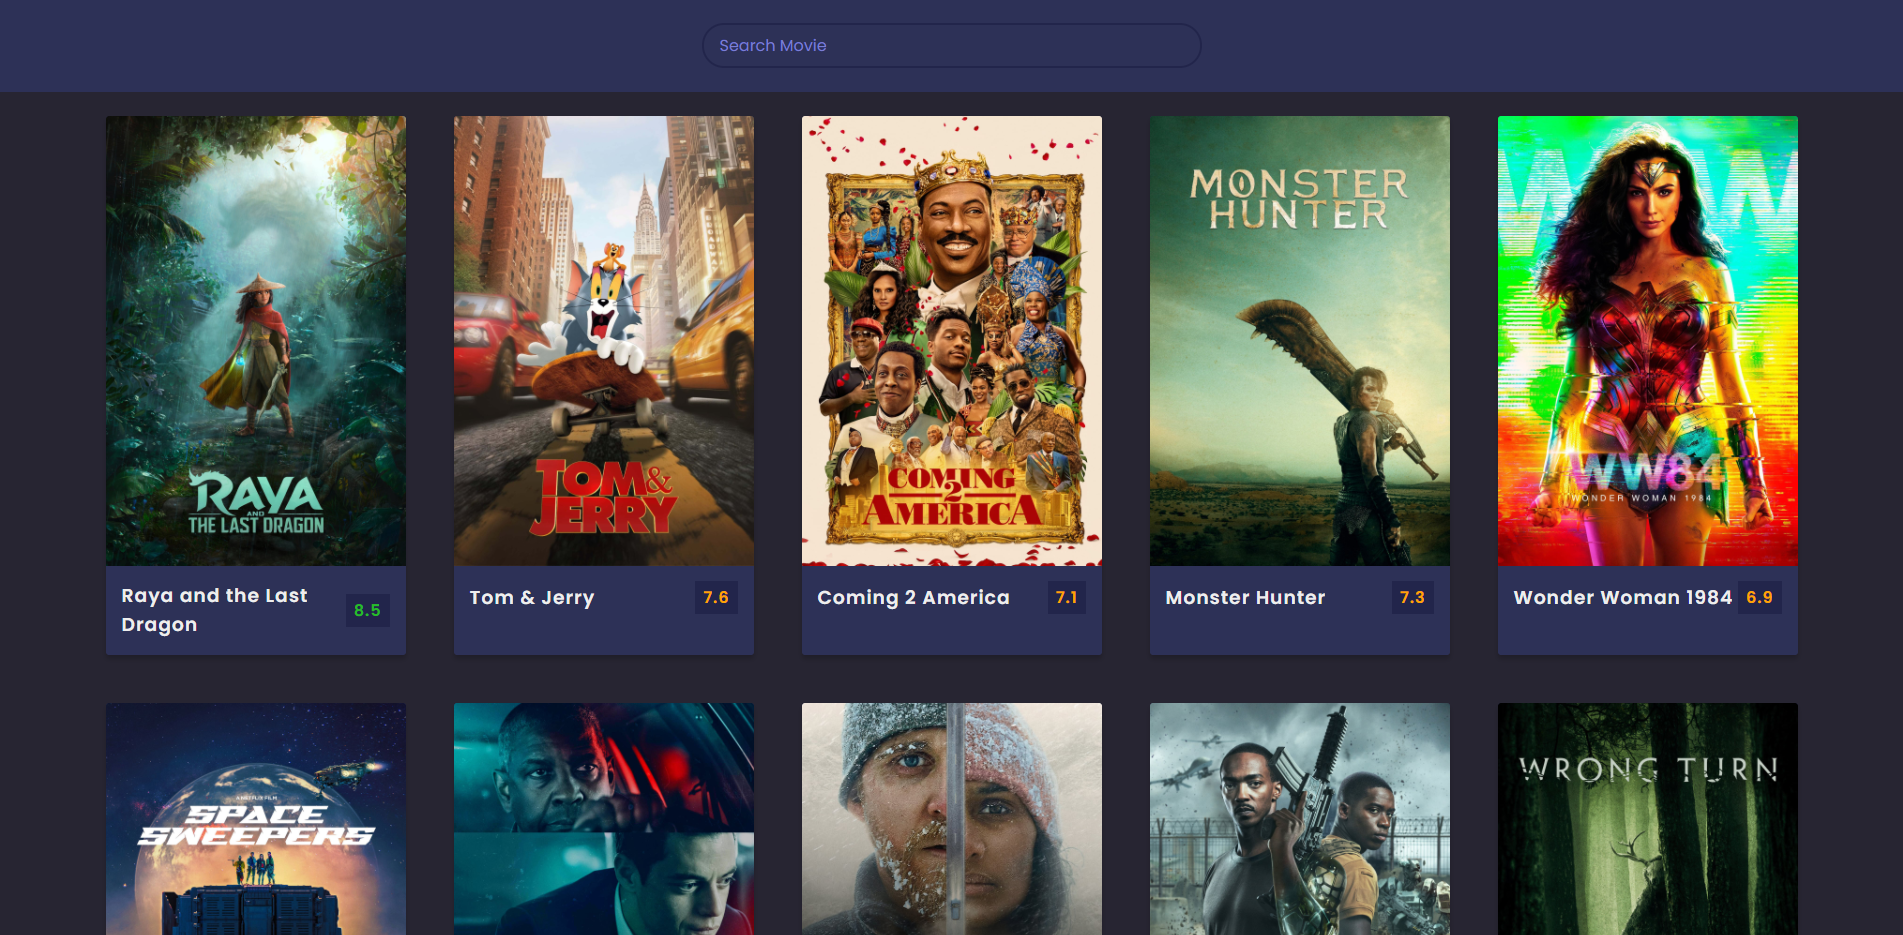 Search Movie
RAYA
AND
THE LAST DRAGON
TOM &
JERRY
COMING
2
AMERICA
MONSTER
HUNTER
WW84
WONDER WOMAN 1984
Raya and the Last
Dragon
8.5
Tom & Jerry
7.6
Coming 2 America
7.1
Monster Hunter
7.3
Wonder Woman 1984
6.9
A NETFLIX FILM
SPACE
SWEEPERS
WRONG TURN